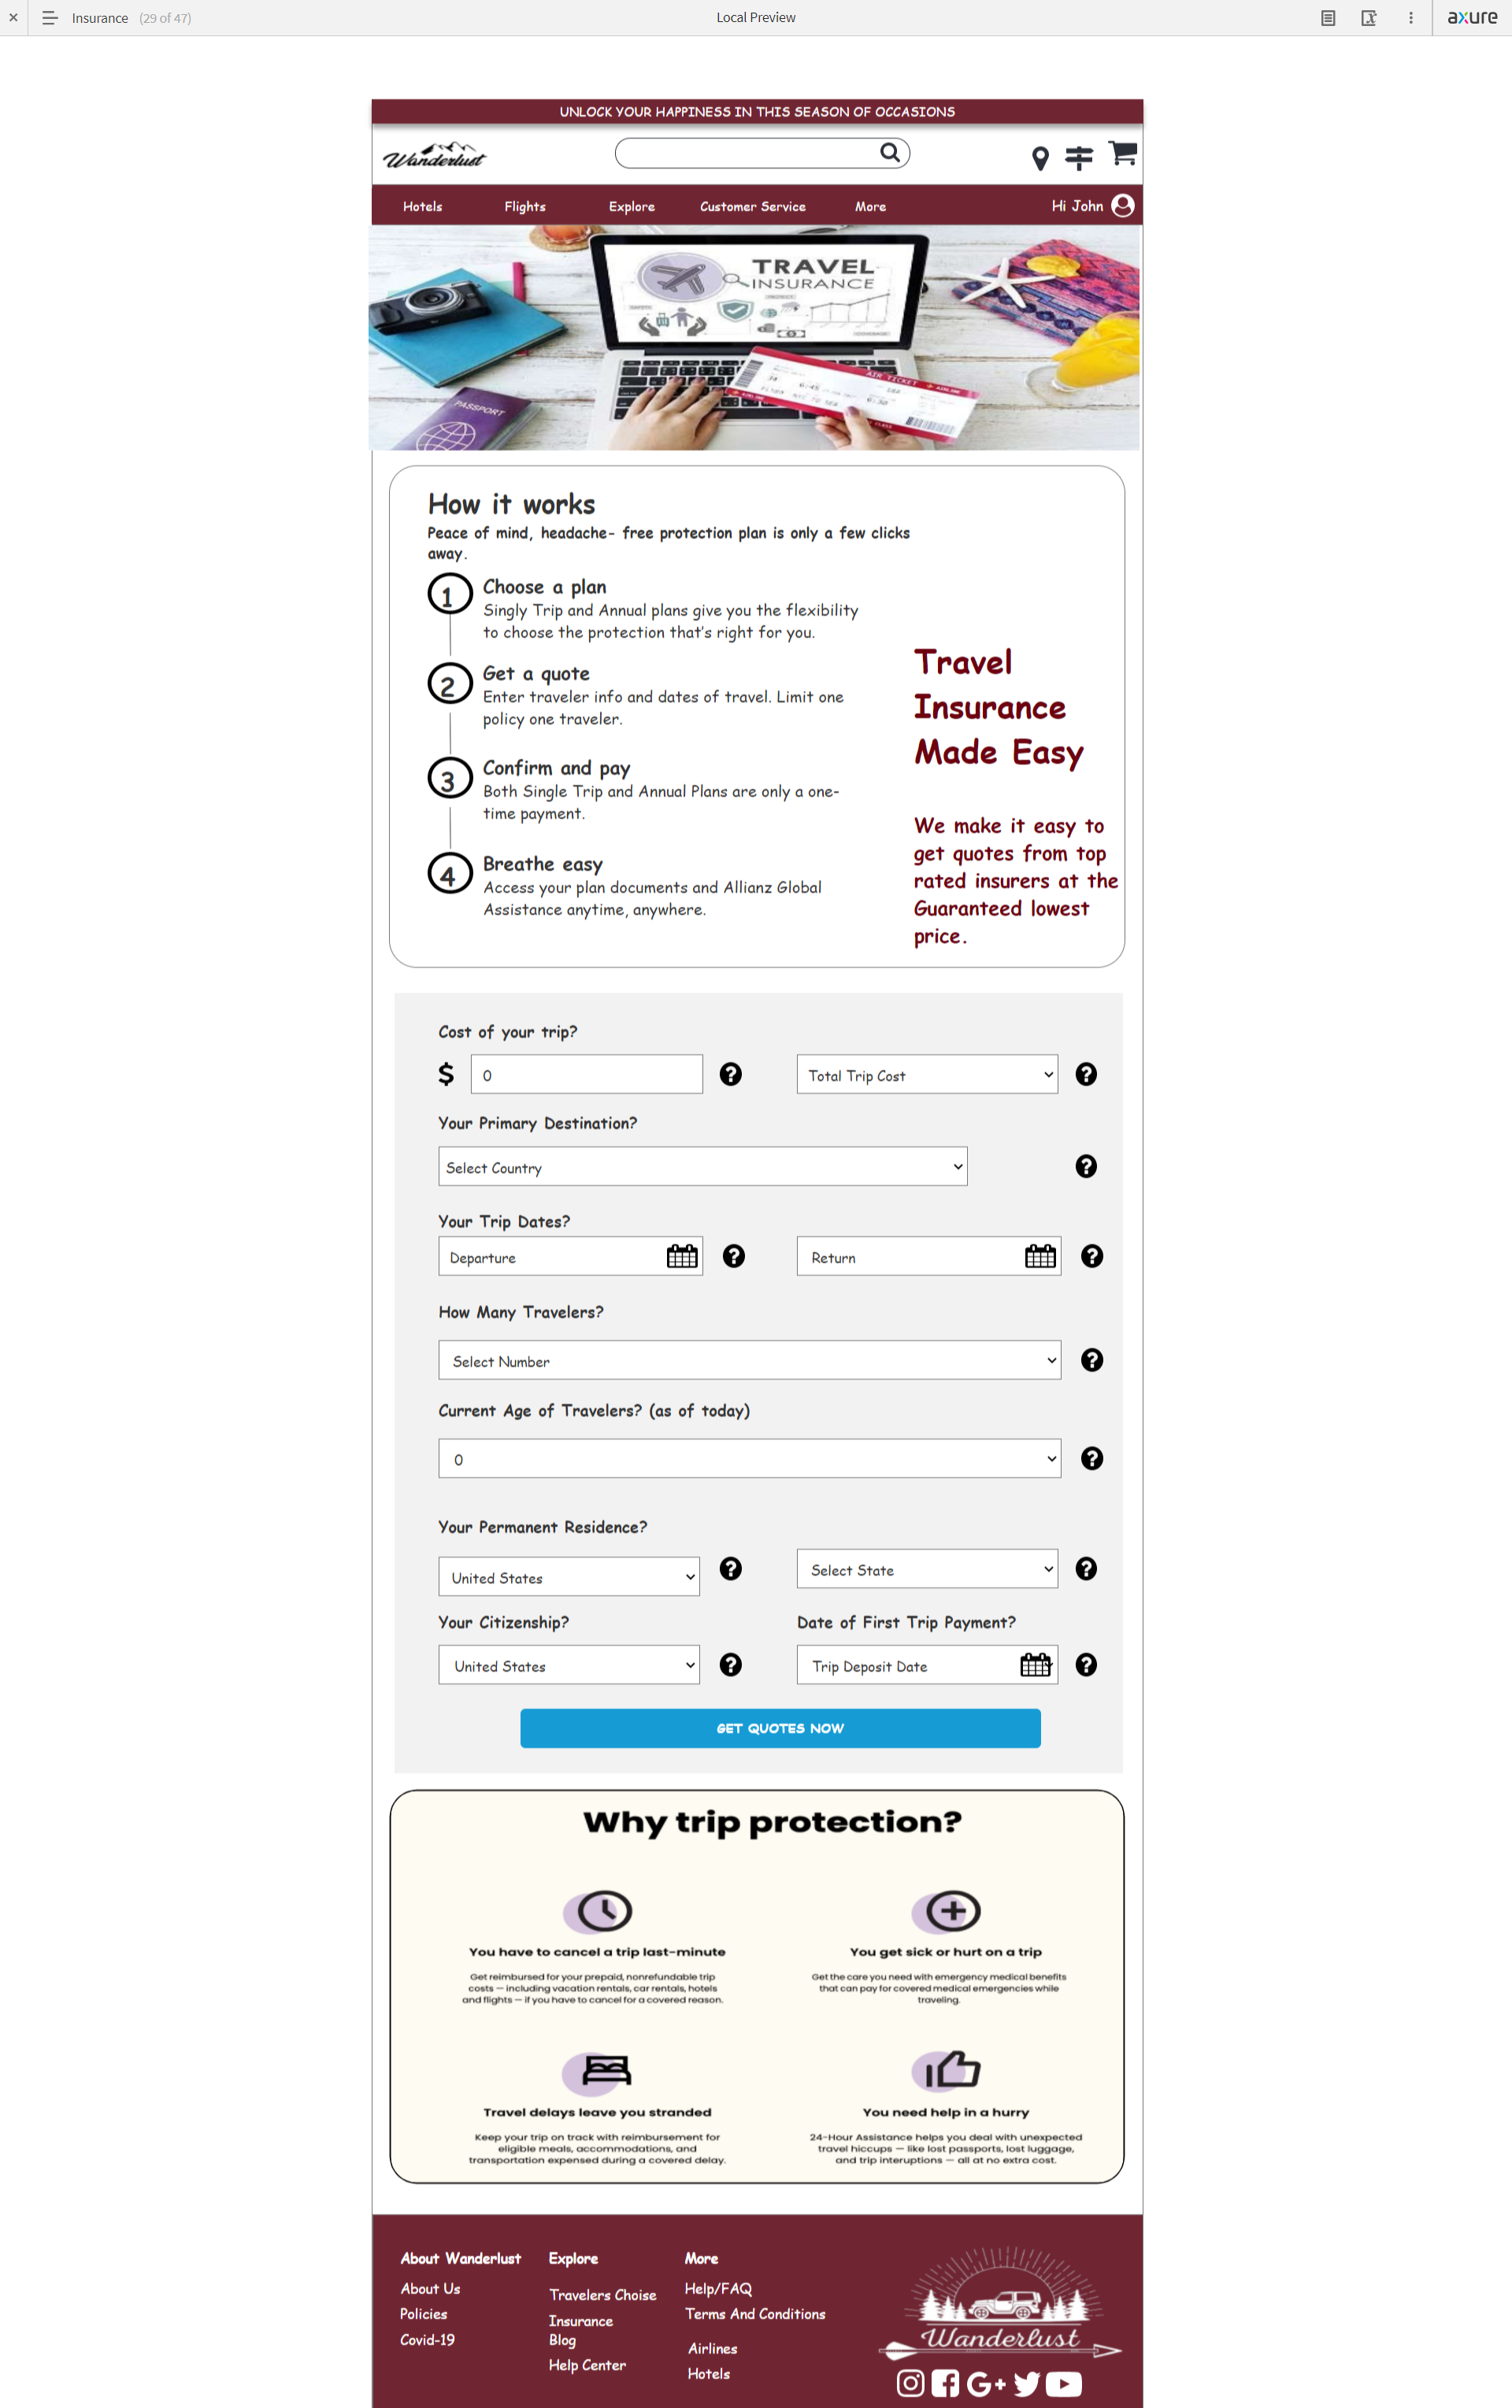 Insurance (29 of 47)
Local Preview
axure
UNLOCK YOUR HAPPINESS IN THIS SEASON OF OCCASIONS
Wanderlust
Hotels
Flights
Explore
Customer Service
More
Hi John
TRAVEL
INSURANCE
PASSPORT
AIR TICKET
How it works
Peace of mind, headache- free protection plan is only a few clicks
away.
1
Choose a plan
Singly Trip and Annual plans give you the flexibility
to choose the protection that's right for you.
2
Get a quote
Enter traveler info and dates of travel. Limit one
policy one traveler.
3
Confirm and pay
Both Single Trip and Annual Plans are only a one-
time payment.
4
Breathe easy
Access your plan documents and Allianz Global
Assistance anytime, anywhere.
Travel
Insurance
Made Easy
We make it easy to
get quotes from top
rated insurers at the
Guaranteed lowest
price.
Cost of your trip?
$
0
Total Trip Cost
Your Primary Destination?
Select Country
Your Trip Dates?
Departure
Return
How Many Travelers?
Select Number
Current Age of Travelers? (as of today)
0
Your Permanent Residence?
United States
Select State
Your Citizenship?
Date of First Trip Payment?
United States
Trip Deposit Date
GET QUOTES NOW
Why trip protection?
You have to cancel a trip last-minute
Get reimbursed for your prepaid, nonrefundable trip
costs — including vacation rentals, car rentals, hotels
and flights — if you have to cancel for a covered reason.
You get sick or hurt on a trip
Get the care you need with emergency medical benefits
that can pay for covered medical emergencies while
traveling.
Travel delays leave you stranded
Keep your trip on track with reimbursement for
eligible meals, accommodations, and
transportation expensed during a covered delay.
You need help in a hurry
24-Hour Assistance helps you deal with unexpected
travel hiccups — like lost passports, lost luggage,
and trip interuptions — all at no extra cost.
About Wanderlust
About Us
Policies
Covid-19
Explore
Travelers Choise
Insurance
Blog
Help Center
More
Help/FAQ
Terms And Conditions
Airlines
Hotels
Wanderlust
G+